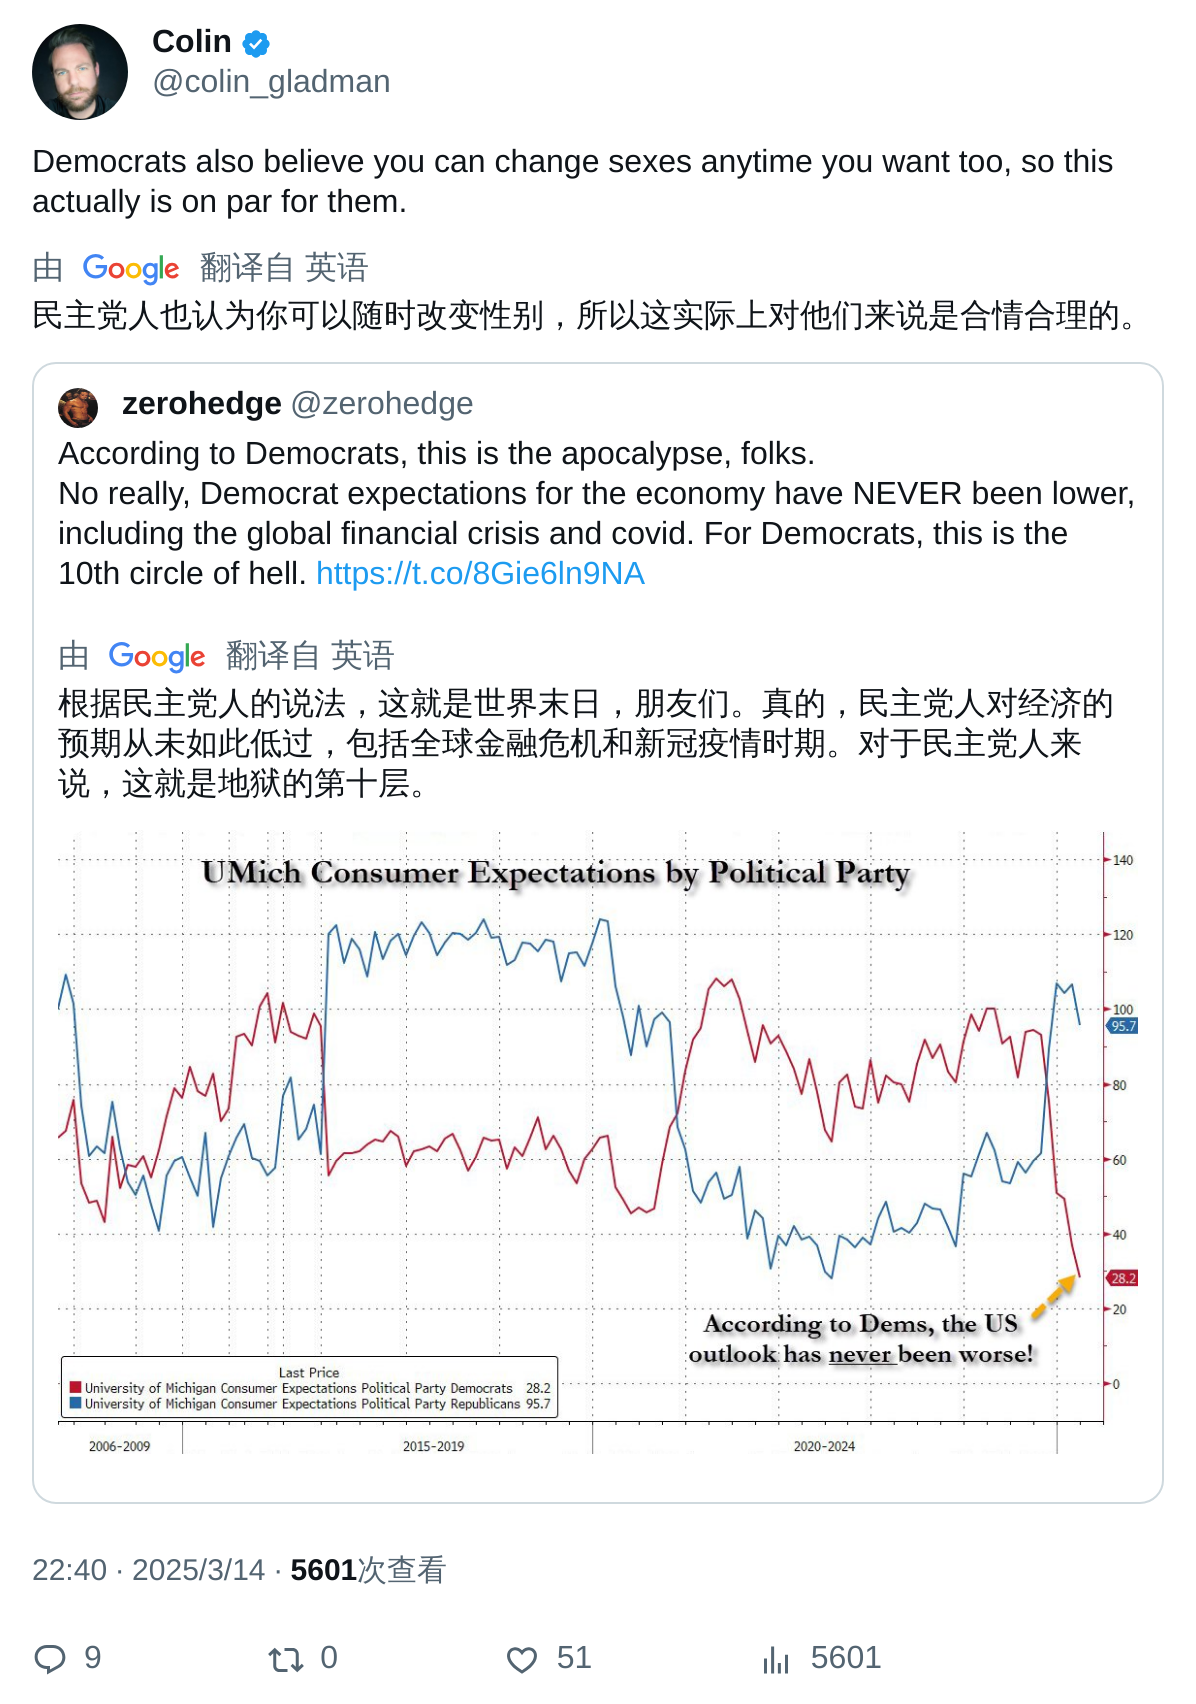 Colin
@colin_gladman
Democrats also believe you can change sexes anytime you want too, so this
actually is on par for them.
由 Google 翻译自 英语
民主党人也认为你可以随时改变性别，所以这实际上对他们来说是合情合理的。
zerohedge @zerohedge
According to Democrats, this is the apocalypse, folks.
No really, Democrat expectations for the economy have NEVER been lower,
including the global financial crisis and covid. For Democrats, this is the
10th circle of hell. https://t.co/8Gie6ln9NA
由 Google 翻译自 英语
根据民主党人的说法，这就是世界末日，朋友们。真的，民主党人对经济的
预期从未如此低过，包括全球金融危机和新冠疫情时期。对于民主党人来
说，这就是地狱的第十层。
UMich Consumer Expectations by Political Party
140
120
100
95.7
80
60
40
28.2
20
0
According to Dems, the US
outlook has never been worse!
Last Price
University of Michigan Consumer Expectations Political Party Democrats 28.2
University of Michigan Consumer Expectations Political Party Republicans 95.7
2006-2009 2015-2019 2020-2024
22:40 · 2025/3/14 · 5601次查看
9 0 51 5601